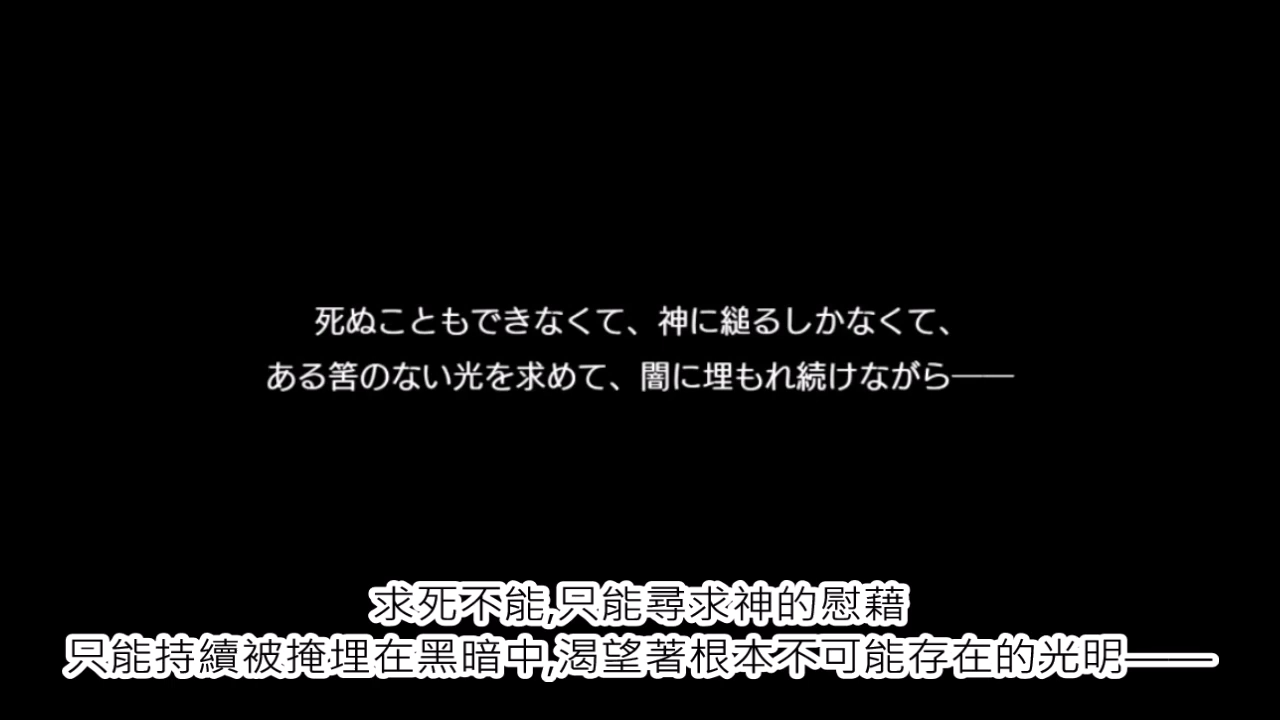 死ぬこともできなくて、神に縋るしかなくて、
ある筈のない光を求めて、闇に埋もれ続けながら――
求死不能,只能尋求神的慰藉
只能持續被掩埋在黑暗中,渴望著根本不可能存在的光明――